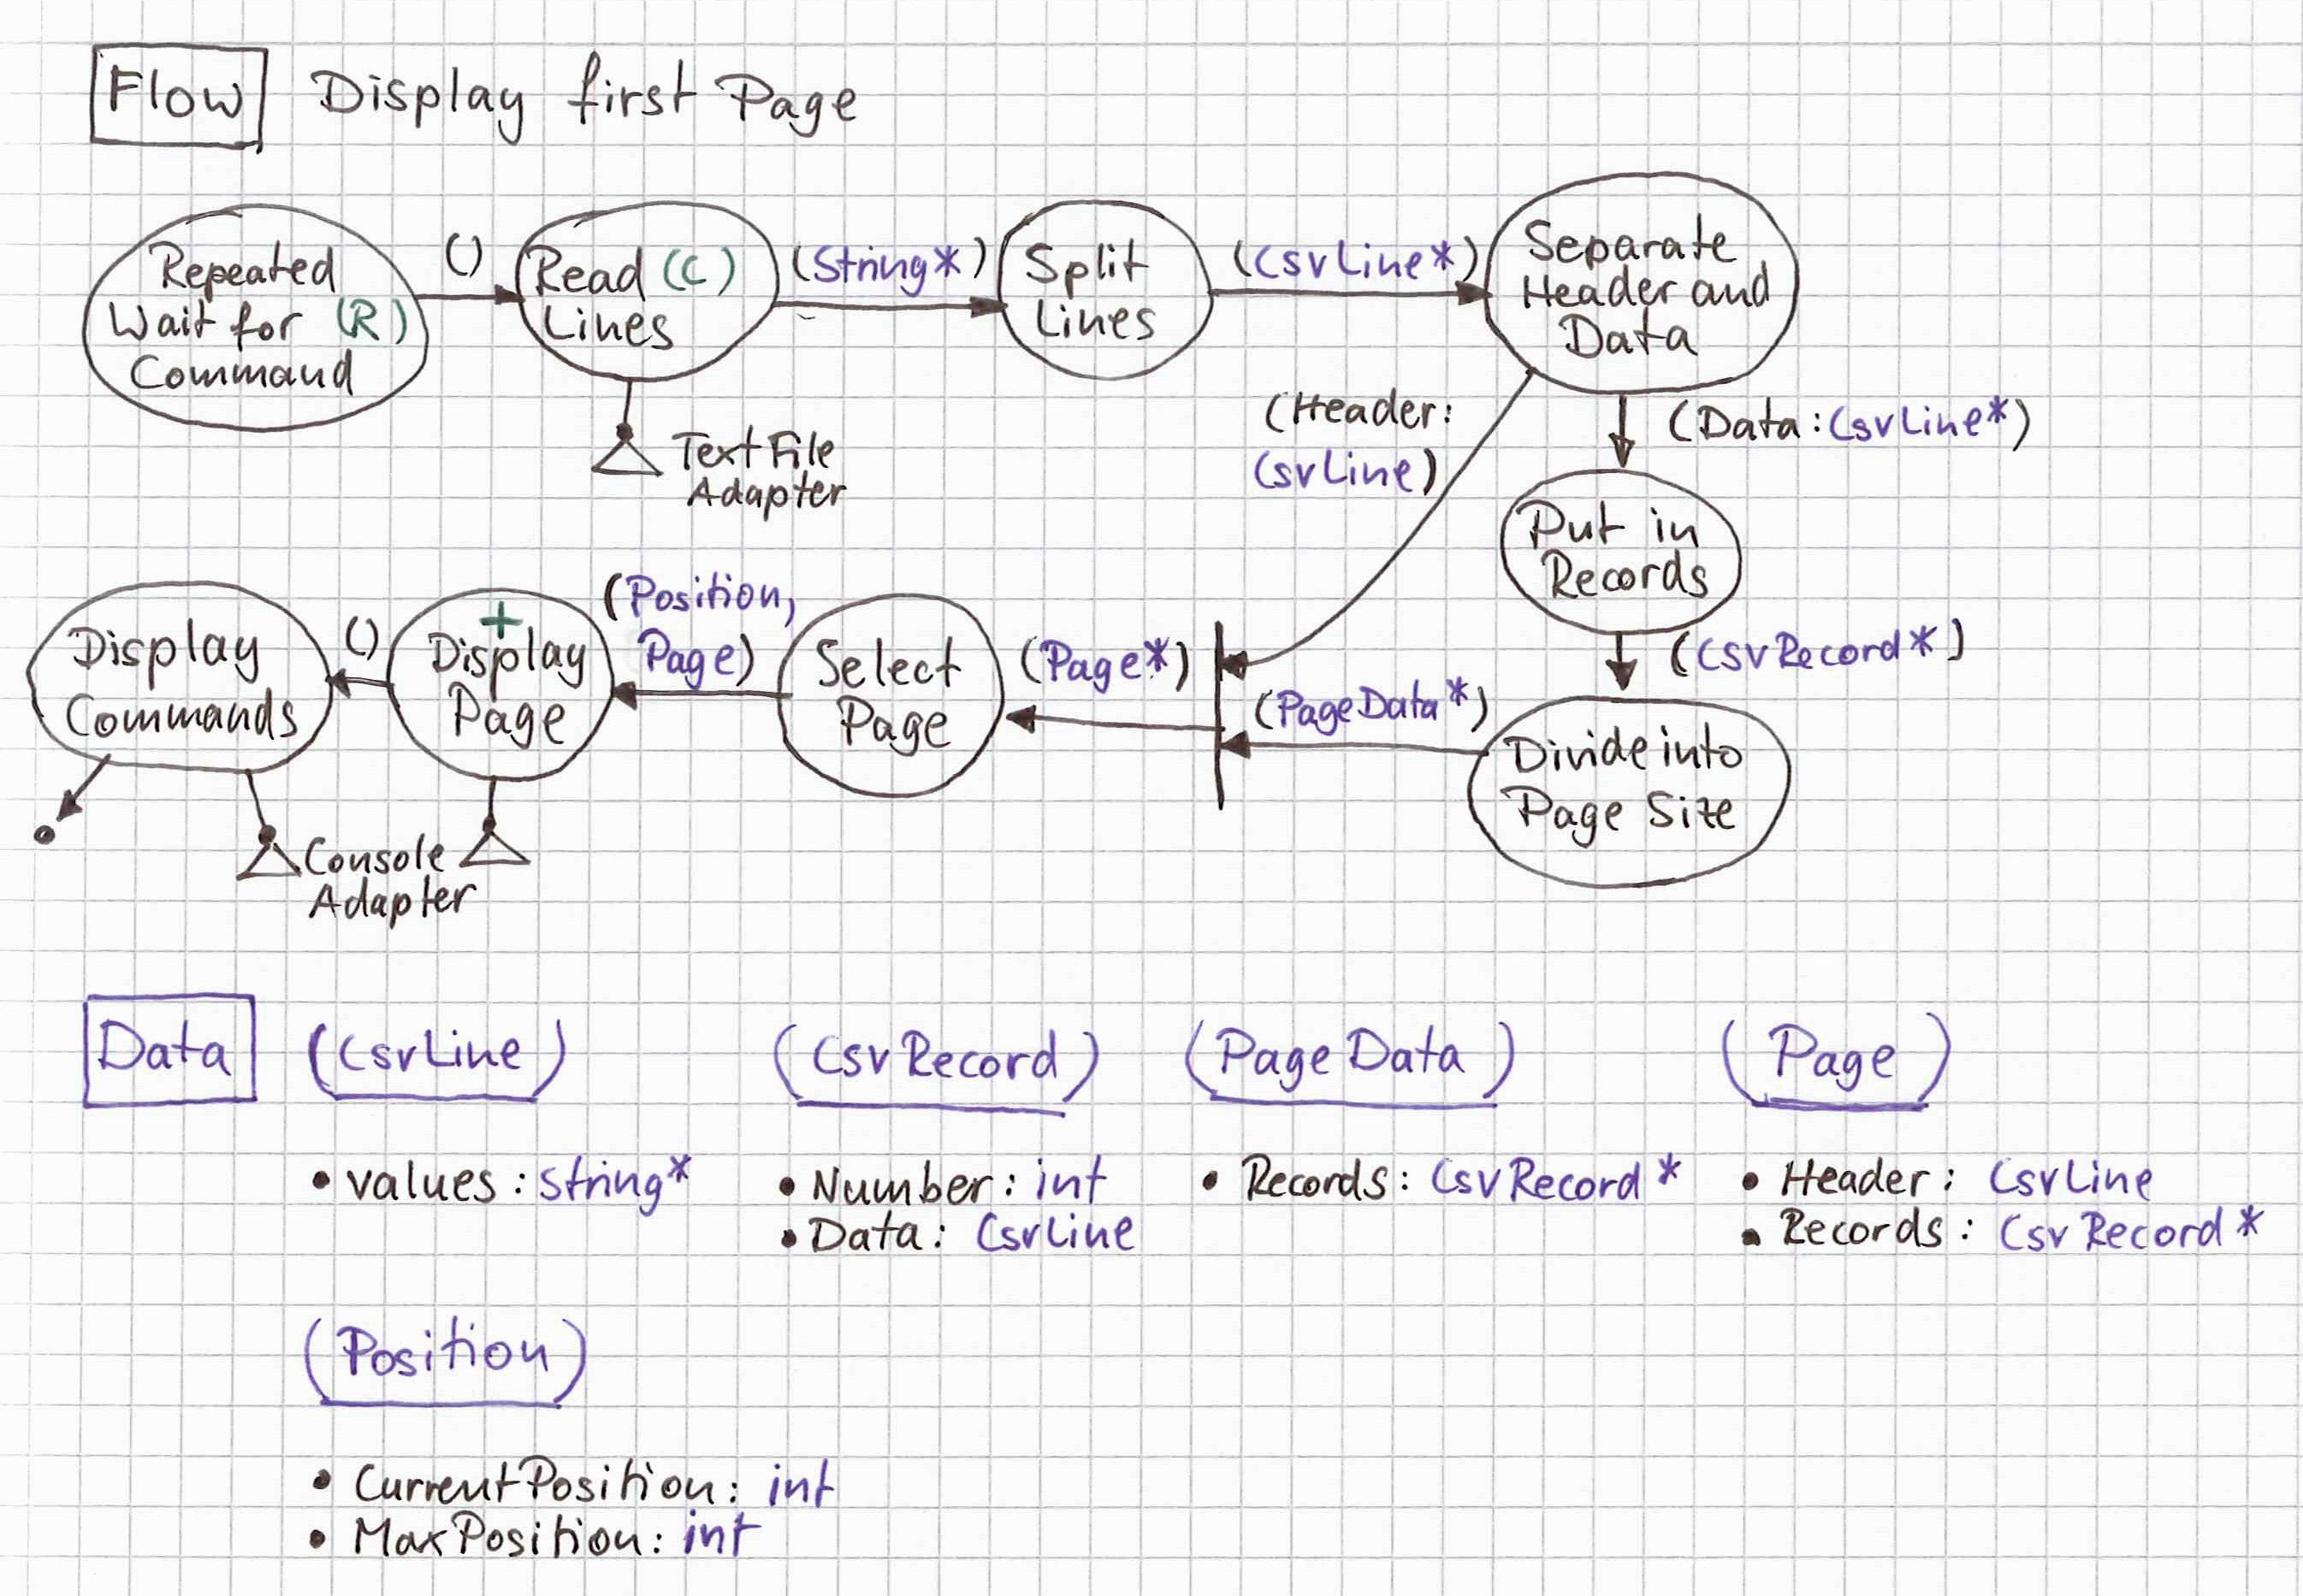 Flow Display first Page
Repeated
Wait for (R)
Command
()
Read (C)
Lines
(String*)
Split
Lines
(CsvLine*)
Separate
Header and
Data
Text File
Adapter
(Header:
CsvLine)
(Data: CsvLine*)
Put in
Records
(CsvRecord*)
Divide into
Page Size
(PageData*)
(Page*)
Select
Page
(Position,
Page)
+
Display
Page
()
Display
Commands
Console
Adapter
Data
(CsvLine)
• values: string*
(CsvRecord)
• Number: int
• Data: CsvLine
(PageData)
• Records: CsvRecord*
(Page)
• Header: CsvLine
• Records: CsvRecord*
(Position)
• CurrentPosition: int
• MaxPosition: int